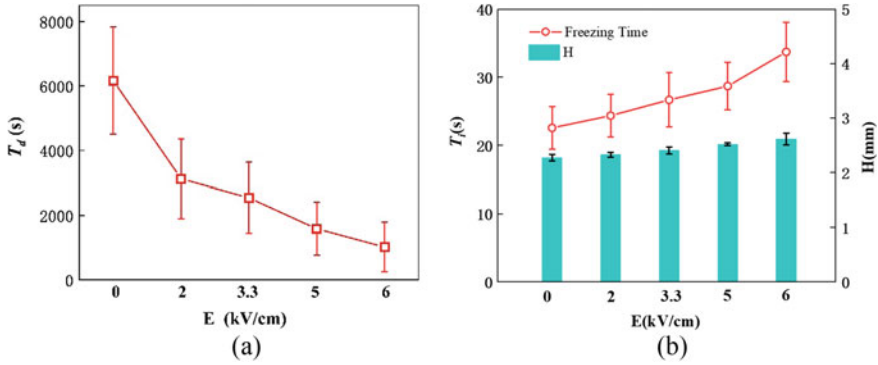 8000
6000
4000
2000
0
T_d (s)
0 2 3.3 5 6
E (kV/cm)
(a)
40
30
20
10
0
T_i(s)
Freezing Time
H
5
4
3
2
1
0
H(mm)
0 2 3.3 5 6
E(kV/cm)
(b)